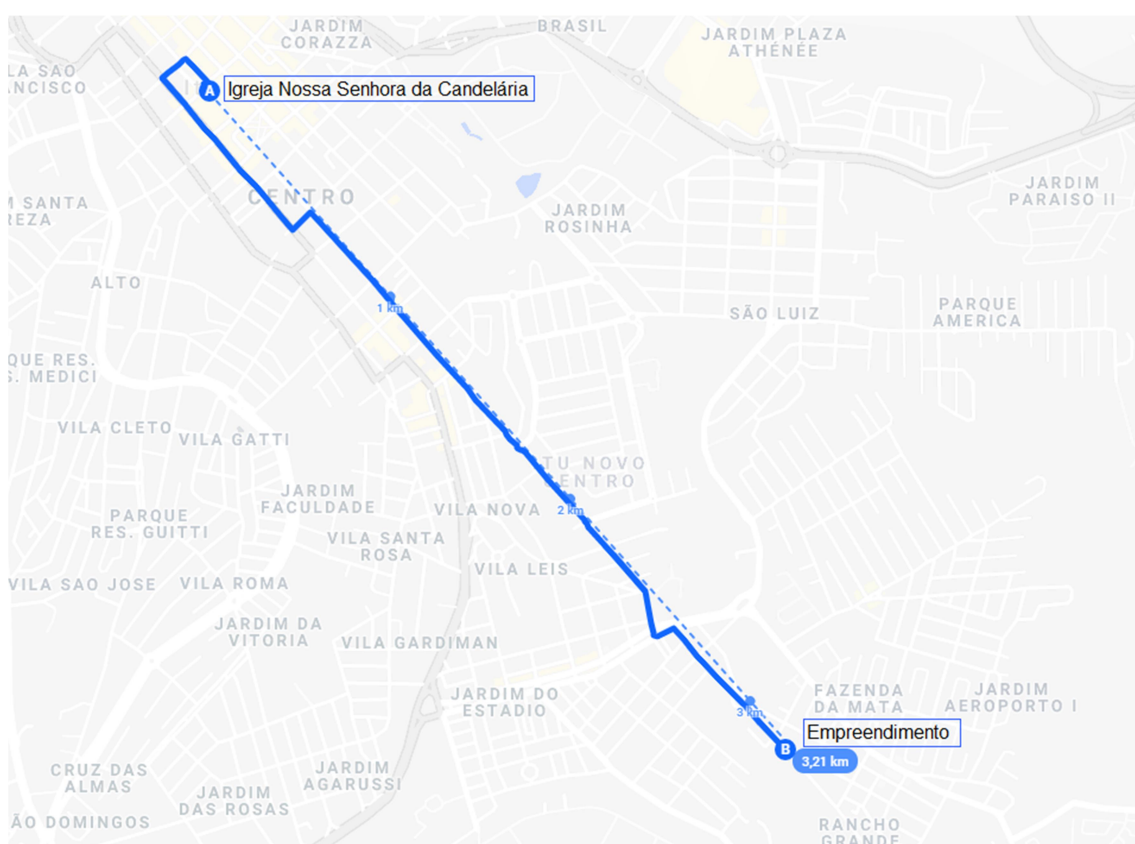 JARDIM
CORAZZA
BRASIL
JARDIM PLAZA
ATHÉNÉE
LA SAO
NCISCO
A
Igreja Nossa Senhora da Candelária
CENTRO
JARDIM
PARAISO II
M SANTA
REZA
JARDIM
ROSINHA
ALTO
1 km
SÃO LUIZ
PARQUE
AMERICA
QUE RES.
S. MEDICI
VILA CLETO
VILA GATTI
TU NOVO
CENTRO
JARDIM
FACULDADE
VILA NOVA
2 km
PARQUE
RES. GUITTI
VILA SANTA
ROSA
VILA LEIS
VILA SAO JOSE
VILA ROMA
JARDIM DA
VITORIA
VILA GARDIMAN
JARDIM DO
ESTADIO
FAZENDA
DA MATA
JARDIM
AEROPORTO I
3 km
Empreendimento
B
3,21 km
CRUZ DAS
ALMAS
JARDIM
AGARUSSI
JARDIM
DAS ROSAS
ÃO DOMINGOS
RANCHO
GRANDE